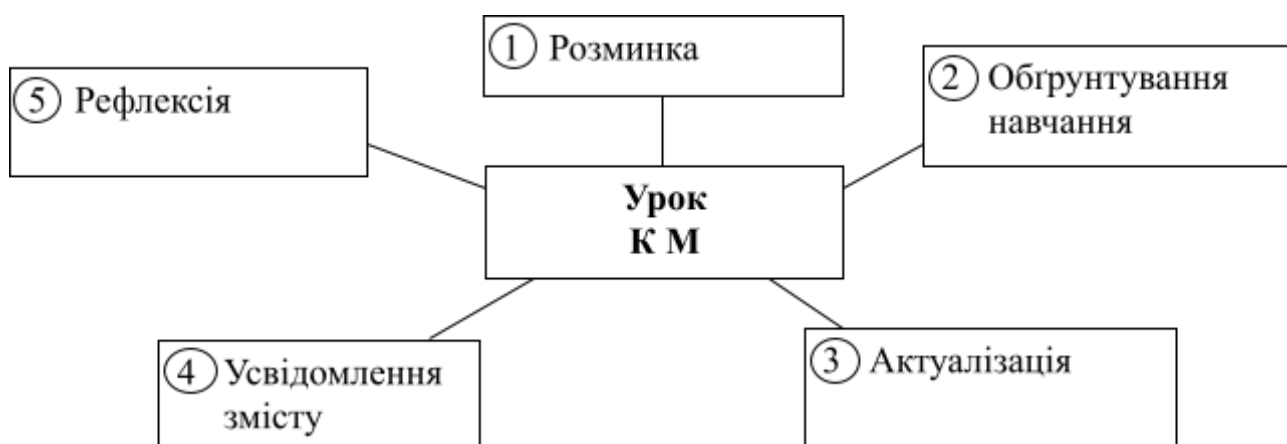 ① Розминка
② Обґрунтування
навчання
⑤ Рефлексія
Урок
К М
④ Усвідомлення
змісту
③ Актуалізація